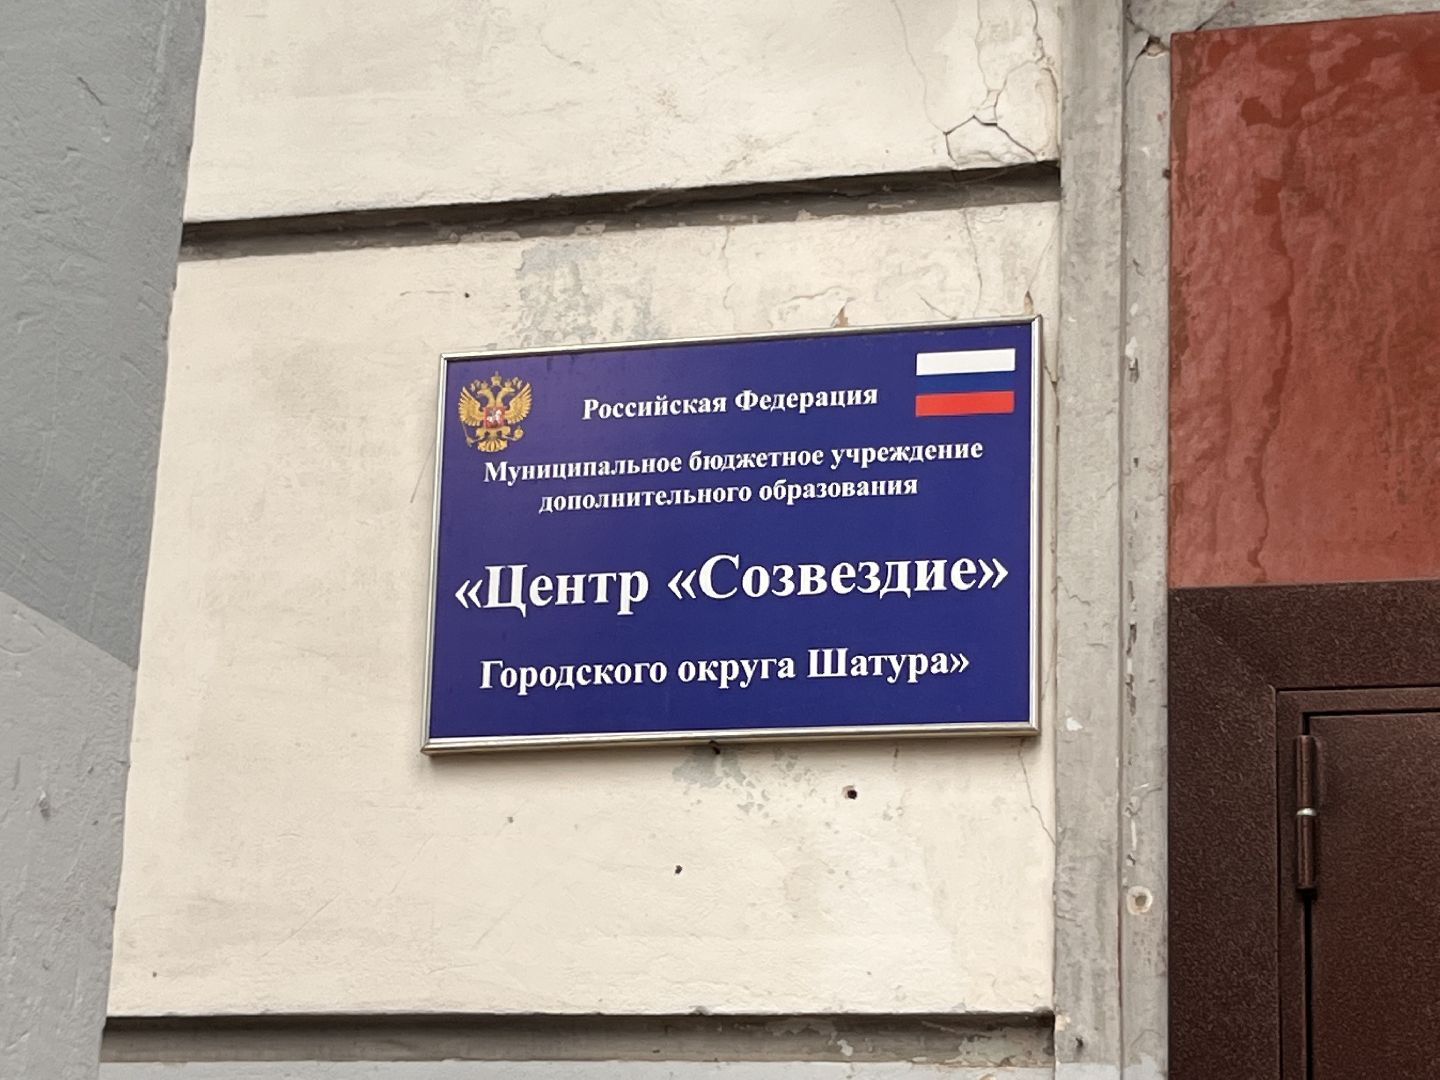 Российская Федерация
Муниципальное бюджетное учреждение
дополнительного образования
«Центр «Созвездие»
Городского округа Шатура»